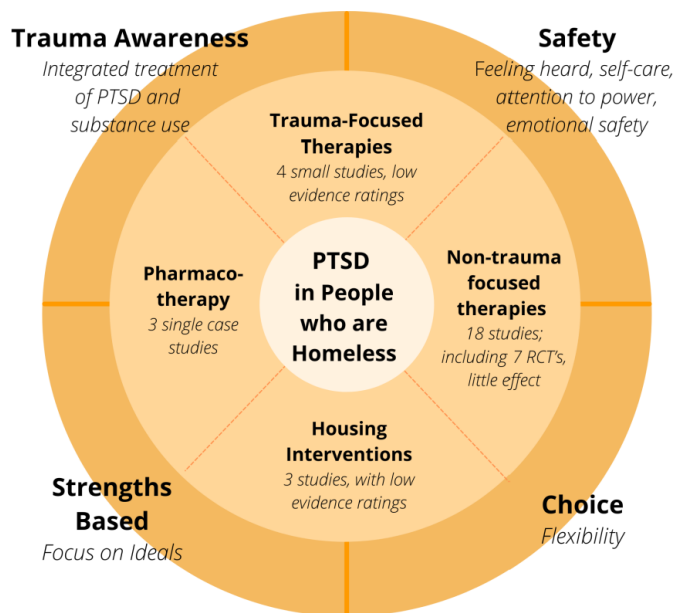 Trauma Awareness
Integrated treatment
of PTSD and
substance use
Safety
Feeling heard, self-care,
attention to power,
emotional safety
Trauma-Focused
Therapies
4 small studies, low
evidence ratings
Pharmaco-
therapy
3 single case
studies
PTSD
in People
who are
Homeless
Non-trauma
focused
therapies
18 studies;
including 7 RCT's,
little effect
Housing
Interventions
3 studies, with low
evidence ratings
Strengths
Based
Focus on Ideals
Choice
Flexibility